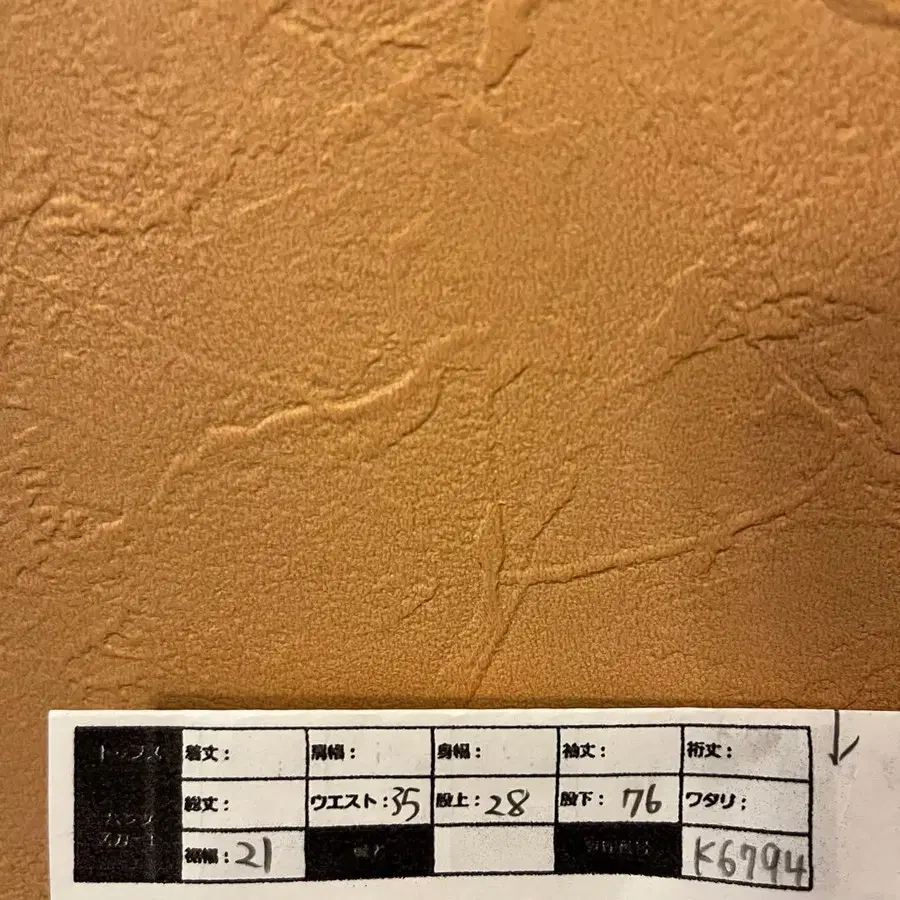 トップス 着丈: 肩幅: 身幅: 袖丈: 裄丈:
総丈: ウエスト:35 股上:28 股下:76 ワタリ:
裾幅:21 K6794